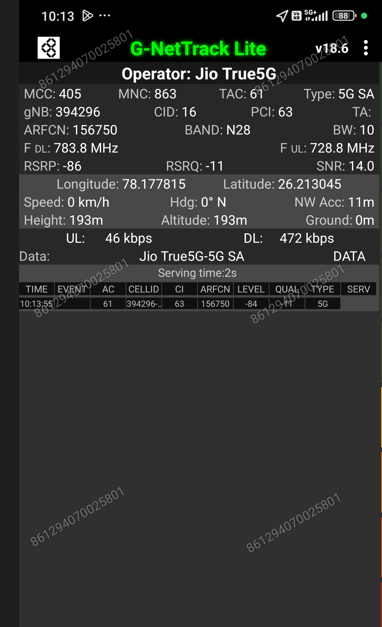 10:13 ... 5G+ 88
G-NetTrack Lite v18.6
Operator: Jio True5G
MCC: 405 MNC: 863 TAC: 61 Type: 5G SA
gNB: 394296 CID: 16 PCI: 63 TA:
ARFCN: 156750 BAND: N28 BW: 10
F DL: 783.8 MHz F UL: 728.8 MHz
RSRP: -86 RSRQ: -11 SNR: 14.0
Longitude: 78.177815 Latitude: 26.213045
Speed: 0 km/h Hdg: 0° N NW Acc: 11m
Height: 193m Altitude: 193m Ground: 0m
UL: 46 kbps DL: 472 kbps
Data: Jio True5G-5G SA DATA
Serving time:2s
TIME EVENT AC CELLID CI ARFCN LEVEL QUAL TYPE SERV
10:13:55 61 394296-.. 63 156750 -84 -11 5G
861294070025801
861294070025801
861294070025801
861294070025801
861294070025801
861294070025801